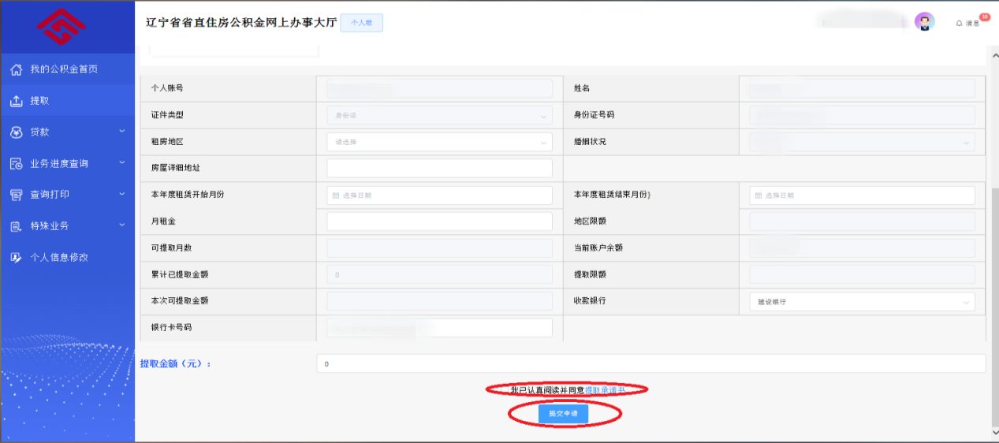 辽宁省省直住房公积金网上办事大厅 个人版
消息 10
我的公积金首页
提取
贷款
业务进度查询
查询打印
特殊业务
个人信息修改
个人账号 姓名
证件类型 身份证 身份证号码
租房地区 请选择 婚姻状况
房屋详细地址
本年度租赁开始月份 选择日期 本年度租赁结束月份} 选择日期
月租金 地区限额
可提取月数 当前账户余额
累计已提取金额 0 提取限额
本次可提取金额 收款银行 建设银行
银行卡号码
提取金额（元）： 0
我已认真阅读并同意提取承诺书
提交申请